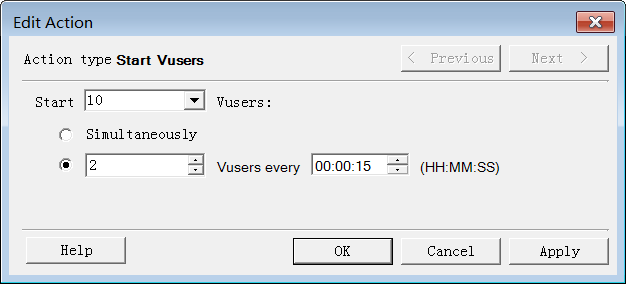 Edit Action
Action type Start Vusers
< Previous
Next >
Start 10 Vusers:
Simultaneously
2 Vusers every 00:00:15 (HH:MM:SS)
Help
OK
Cancel
Apply